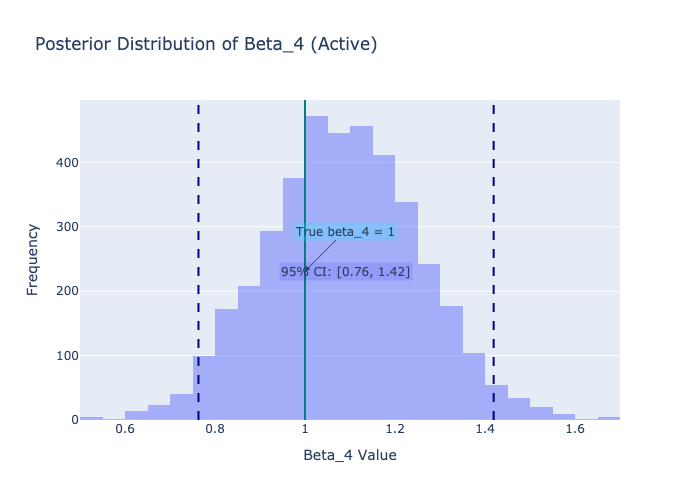 Posterior Distribution of Beta_4 (Active)
400
300
200
100
0
Frequency
True beta_4 = 1
95% CI: [0.76, 1.42]
0.6
0.8
1
1.2
1.4
1.6
Beta_4 Value